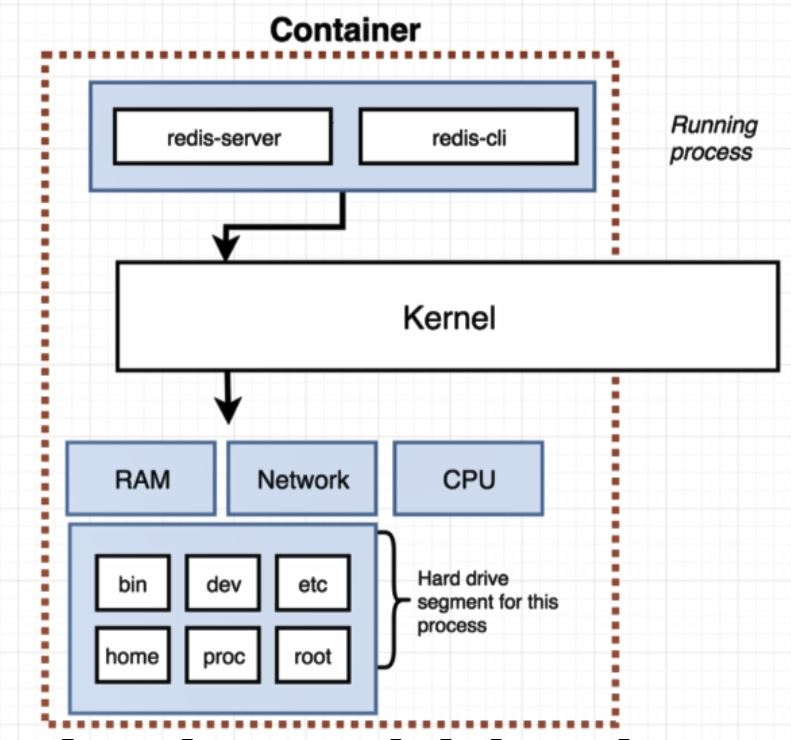 Container
redis-server
redis-cli
Running
process
Kernel
RAM
Network
CPU
bin
dev
etc
Hard drive
segment for this
process
home
proc
root